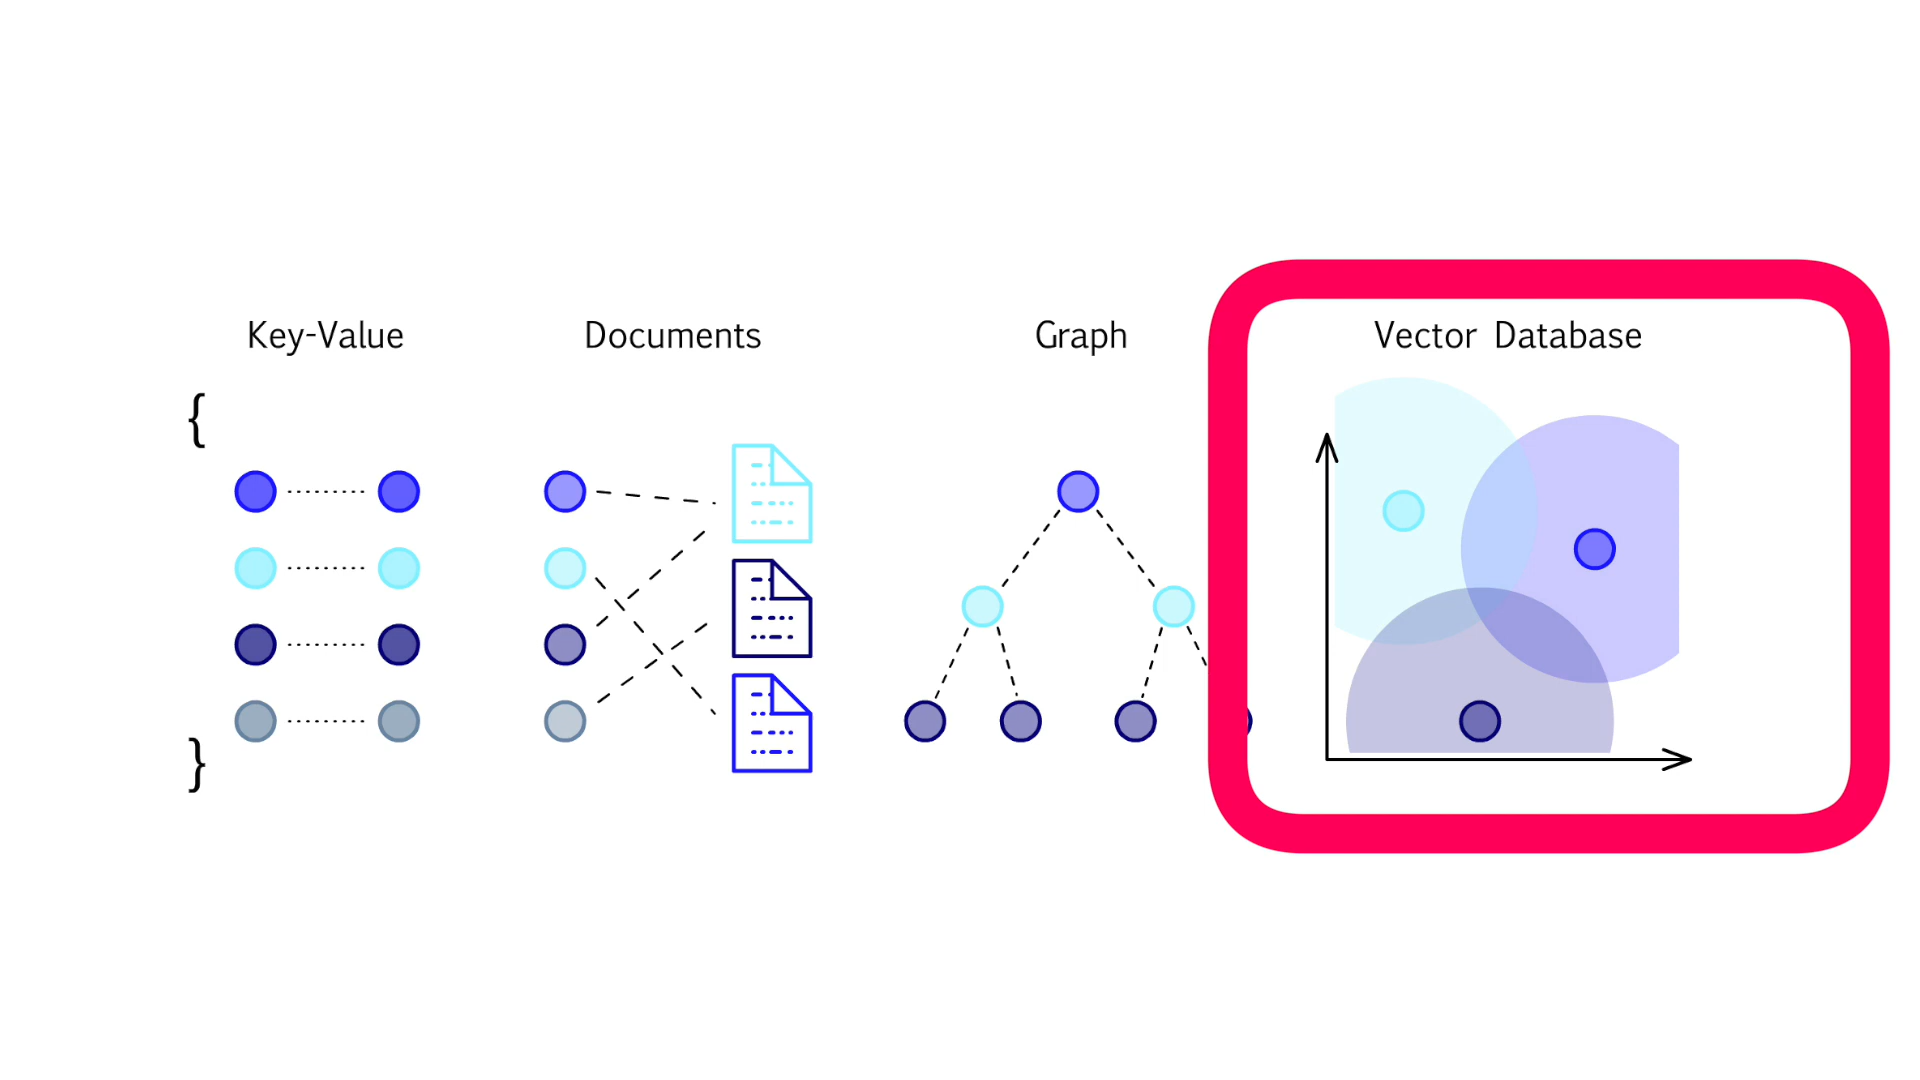 Key-Value
Documents
Graph
Vector Database
{
}